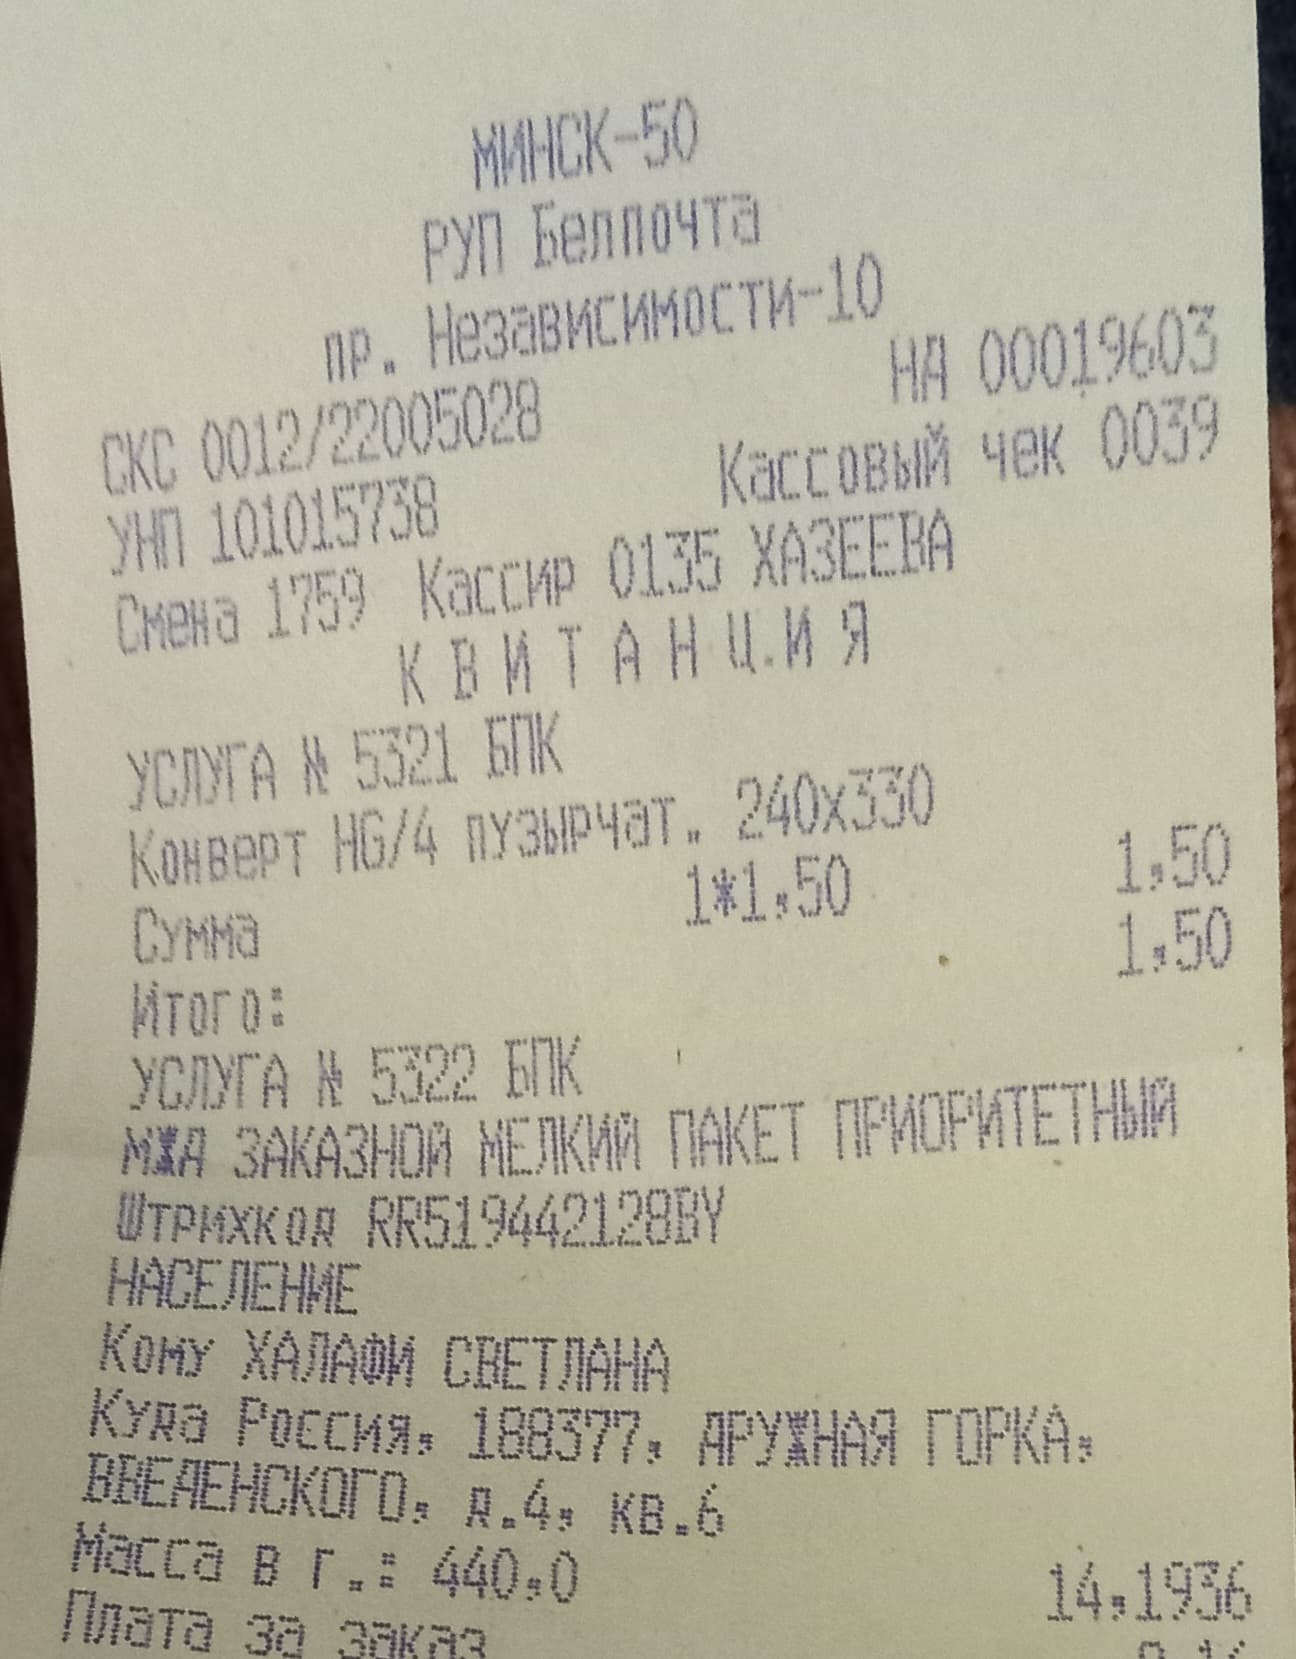 МИНСК-50
РУП Белпочта
пр. Независимости-10
СКС 0012/22005028 НА 00019603
УНП 101015738 Кассовый чек 0039
Смена 1759 Кассир 0135 ХАЗЕЕВА
К В И Т А Н Ц И Я
УСЛУГА № 5321 БПК
Конверт HG/4 пузырчат. 240x330
Сумма 1*1,50 1,50
Итого: 1,50
УСЛУГА № 5322 БПК
МЖД ЗАКАЗНОЙ МЕЛКИЙ ПАКЕТ ПРИОРИТЕТНЫЙ
Штрихкод RR519442128BY
НАСЕЛЕНИЕ
Кому ХАЛАФИ СВЕТЛАНА
Куда Россия, 188377, ДРУЖНАЯ ГОРКА,
ВВЕДЕНСКОГО, д.4, кв.6
Масса в г.: 440,0
14,1936
Плата за заказ